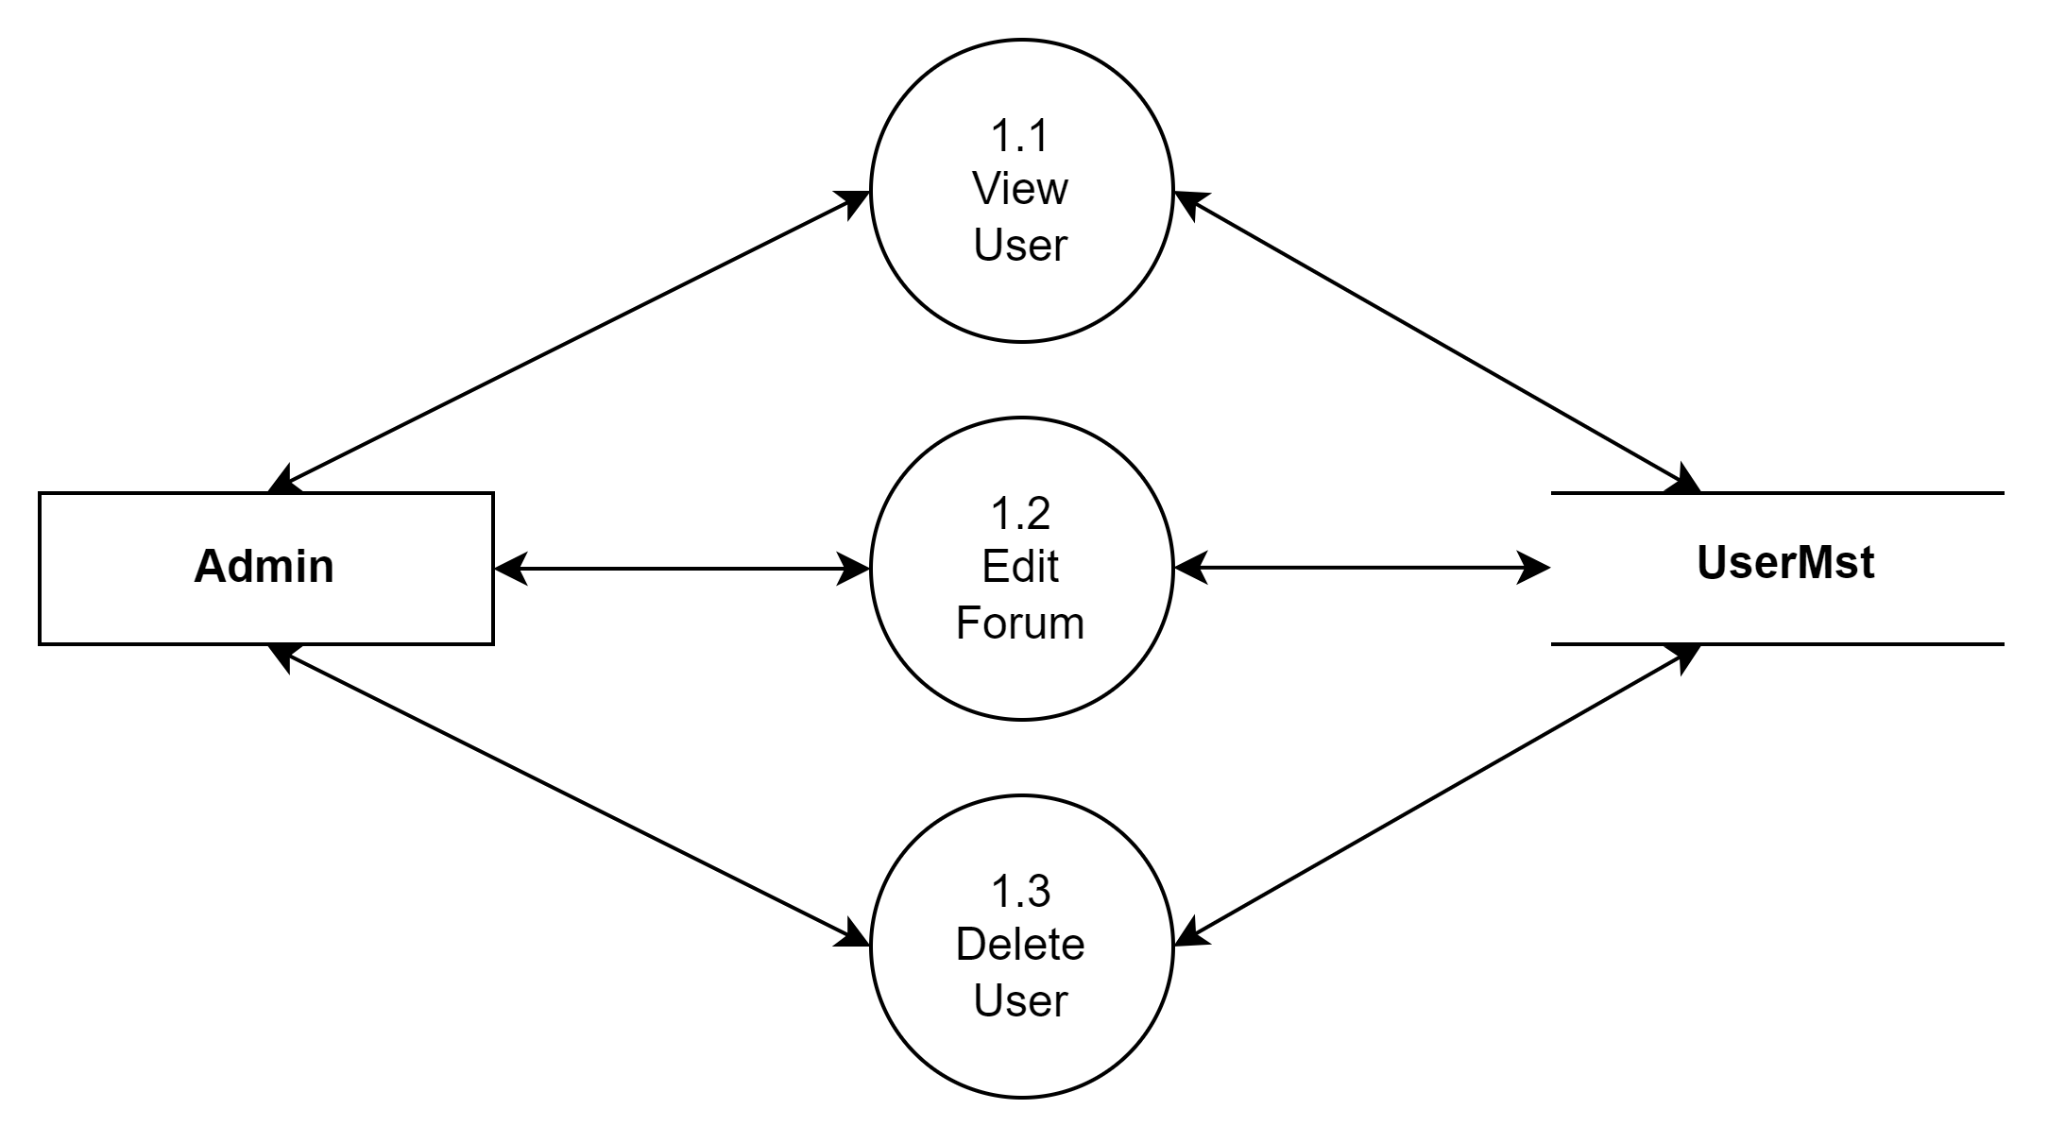 1.1
View
User
Admin
1.2
Edit
Forum
UserMst
1.3
Delete
User